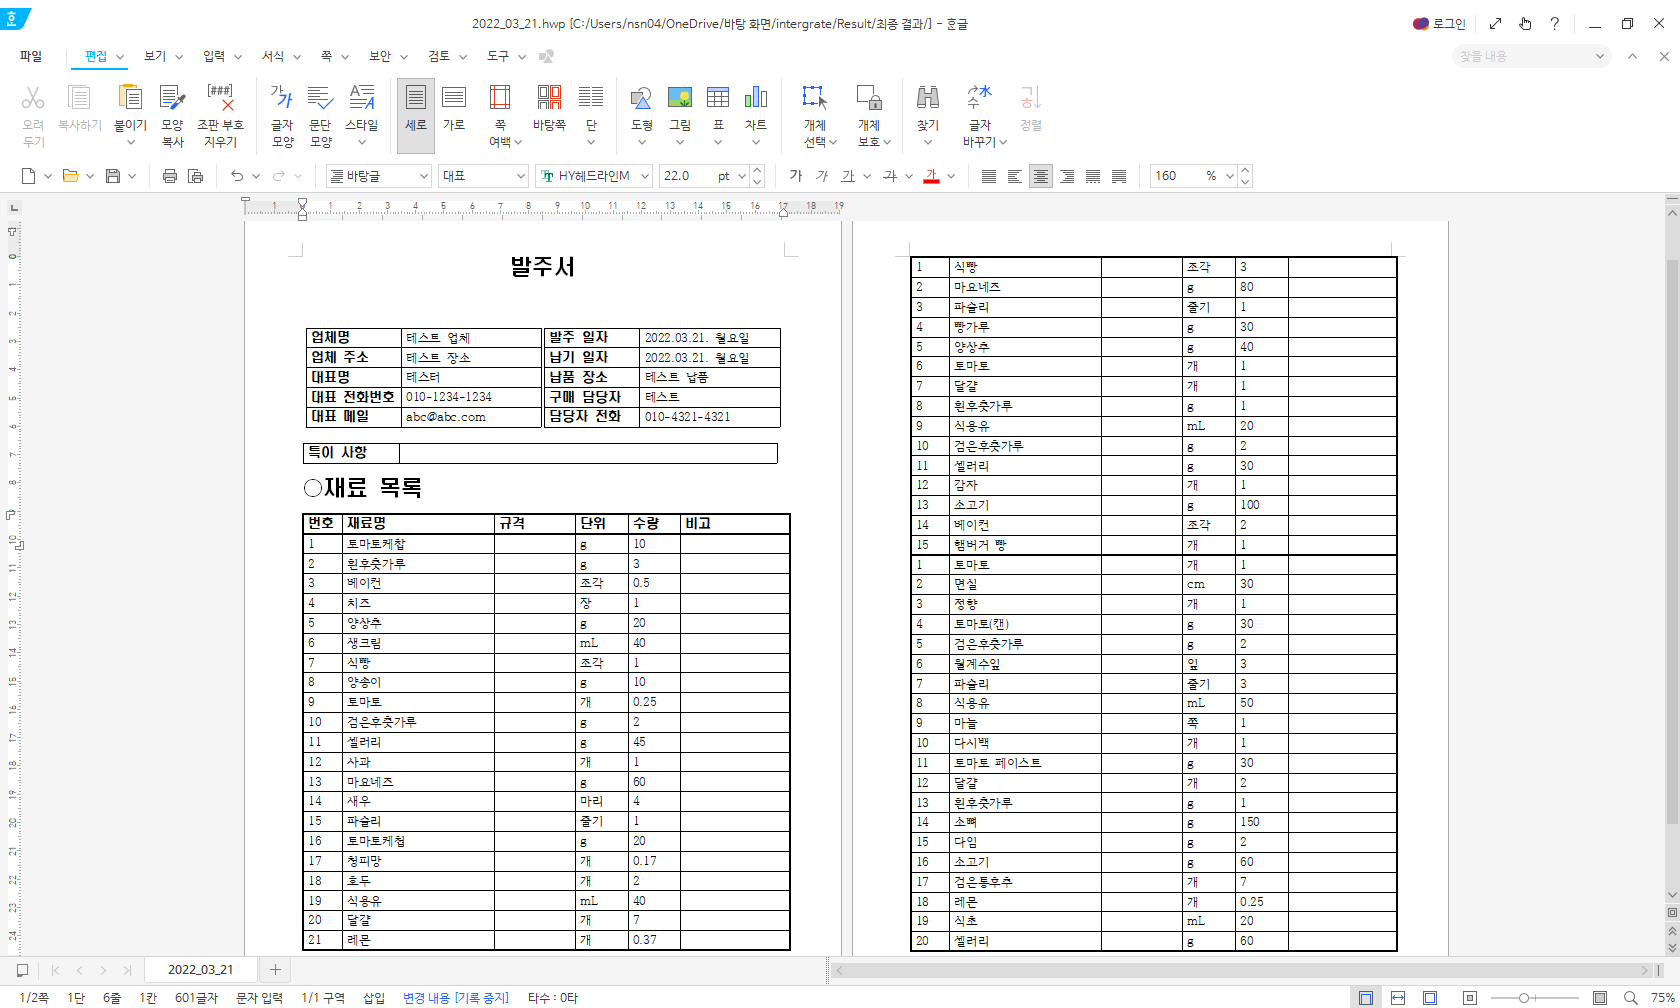 2022_03_21.hwp [C:/Users/nsn04/OneDrive/바탕 화면/intergrate/Result/최종 결과/] - 한글
로그인
파일 편집 보기 입력 서식 쪽 보안 검토 도구
찾을 내용
오려 두기 복사하기 붙이기 모양 복사 조판 부호 지우기 글자 모양 문단 모양 스타일 세로 가로 쪽 여백 바탕쪽 단 도형 그림 표 차트 개체 선택 개체 보호 찾기 글자 바꾸기 정렬
바탕글 대표 HY헤드라인M 22.0 pt 가 가 가 가 가 160 %
1 1 2 3 4 5 6 7 8 9 10 11 12 13 14 15 16 17 18 19
발주서
업체명 테스트 업체 발주 일자 2022.03.21. 월요일
업체 주소 테스트 장소 납기 일자 2022.03.21. 월요일
대표명 테스터 납품 장소 테스트 납품
대표 전화번호 010-1234-1234 구매 담당자 테스트
대표 메일 abc@abc.com 담당자 전화 010-4321-4321
특이 사항
○재료 목록
번호 재료명 규격 단위 수량 비고
1 토마토케찹 g 10
2 흰후춧가루 g 3
3 베이컨 조각 0.5
4 치즈 장 1
5 양상추 g 20
6 생크림 mL 40
7 식빵 조각 1
8 양송이 g 10
9 토마토 개 0.25
10 검은후춧가루 g 2
11 셀러리 g 45
12 사과 개 1
13 마요네즈 g 60
14 새우 마리 4
15 파슬리 줄기 1
16 토마토케첩 g 20
17 청피망 개 0.17
18 호두 개 2
19 식용유 mL 40
20 달걀 개 7
21 레몬 개 0.37
1 식빵 조각 3
2 마요네즈 g 80
3 파슬리 줄기 1
4 빵가루 g 30
5 양상추 g 40
6 토마토 개 1
7 달걀 개 1
8 흰후춧가루 g 1
9 식용유 mL 20
10 검은후춧가루 g 2
11 셀러리 g 30
12 감자 개 1
13 소고기 g 100
14 베이컨 조각 2
15 햄버거 빵 개 1
1 토마토 개 1
2 면실 cm 30
3 정향 개 1
4 토마토(캔) g 30
5 검은후춧가루 g 2
6 월계수잎 잎 3
7 파슬리 줄기 3
8 식용유 mL 50
9 마늘 쪽 1
10 다시백 개 1
11 토마토 페이스트 g 30
12 달걀 개 2
13 흰후춧가루 g 1
14 소뼈 g 150
15 타임 g 2
16 소고기 g 60
17 검은통후추 개 7
18 레몬 개 0.25
19 식초 mL 20
20 셀러리 g 60
2022_03_21
1/2쪽 1단 6줄 1칸 601글자 문자 입력 1/1 구역 삽입 변경 내용 [기록 중지] 타수 : 0타
75%